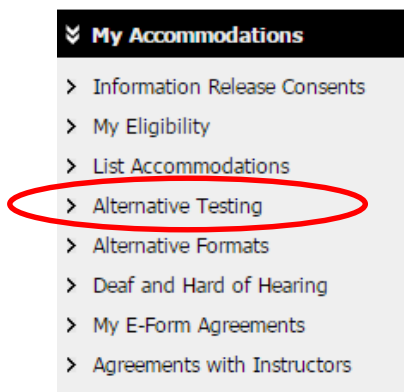 My Accommodations
Information Release Consents
My Eligibility
List Accommodations
Alternative Testing
Alternative Formats
Deaf and Hard of Hearing
My E-Form Agreements
Agreements with Instructors